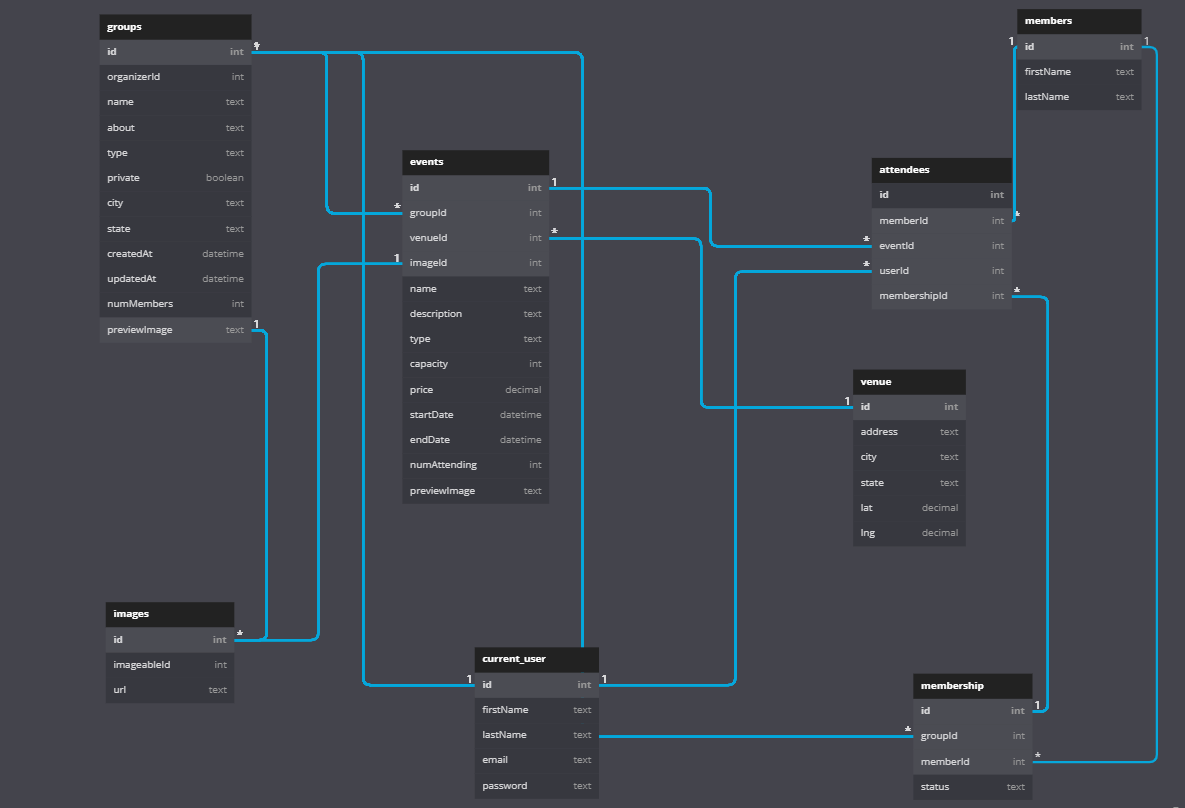 groups
id int
organizerId int
name text
about text
type text
private boolean
city text
state text
createdAt datetime
updatedAt datetime
numMembers int
previewImage text
*
1
events
id int
groupId int
venueId int
imageId int
name text
description text
type text
capacity int
price decimal
startDate datetime
endDate datetime
numAttending int
previewImage text
1
*
*
1
members
id int
firstName text
lastName text
1
1
attendees
id int
memberId int
eventId int
userId int
membershipId int
*
*
*
*
venue
id int
address text
city text
state text
lat decimal
lng decimal
1
images
id int
imageableId int
url text
*
current_user
id int
firstName text
lastName text
email text
password text
1
1
membership
id int
groupId int
memberId int
status text
1
*
*